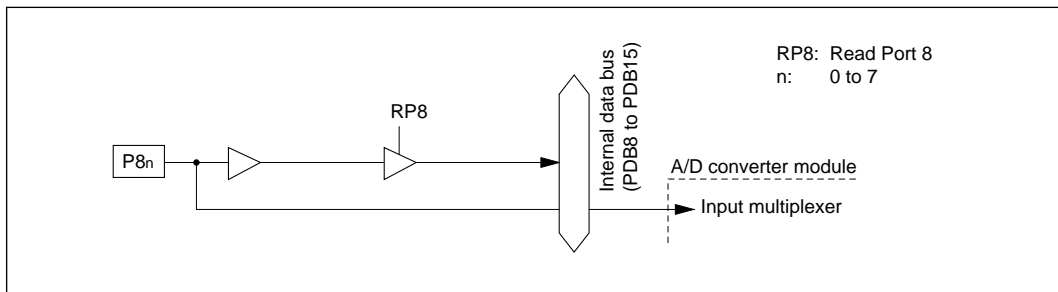 RP8: Read Port 8
n: 0 to 7
Internal data bus
(PDB8 to PDB15)
RP8
P8n
A/D converter module
Input multiplexer